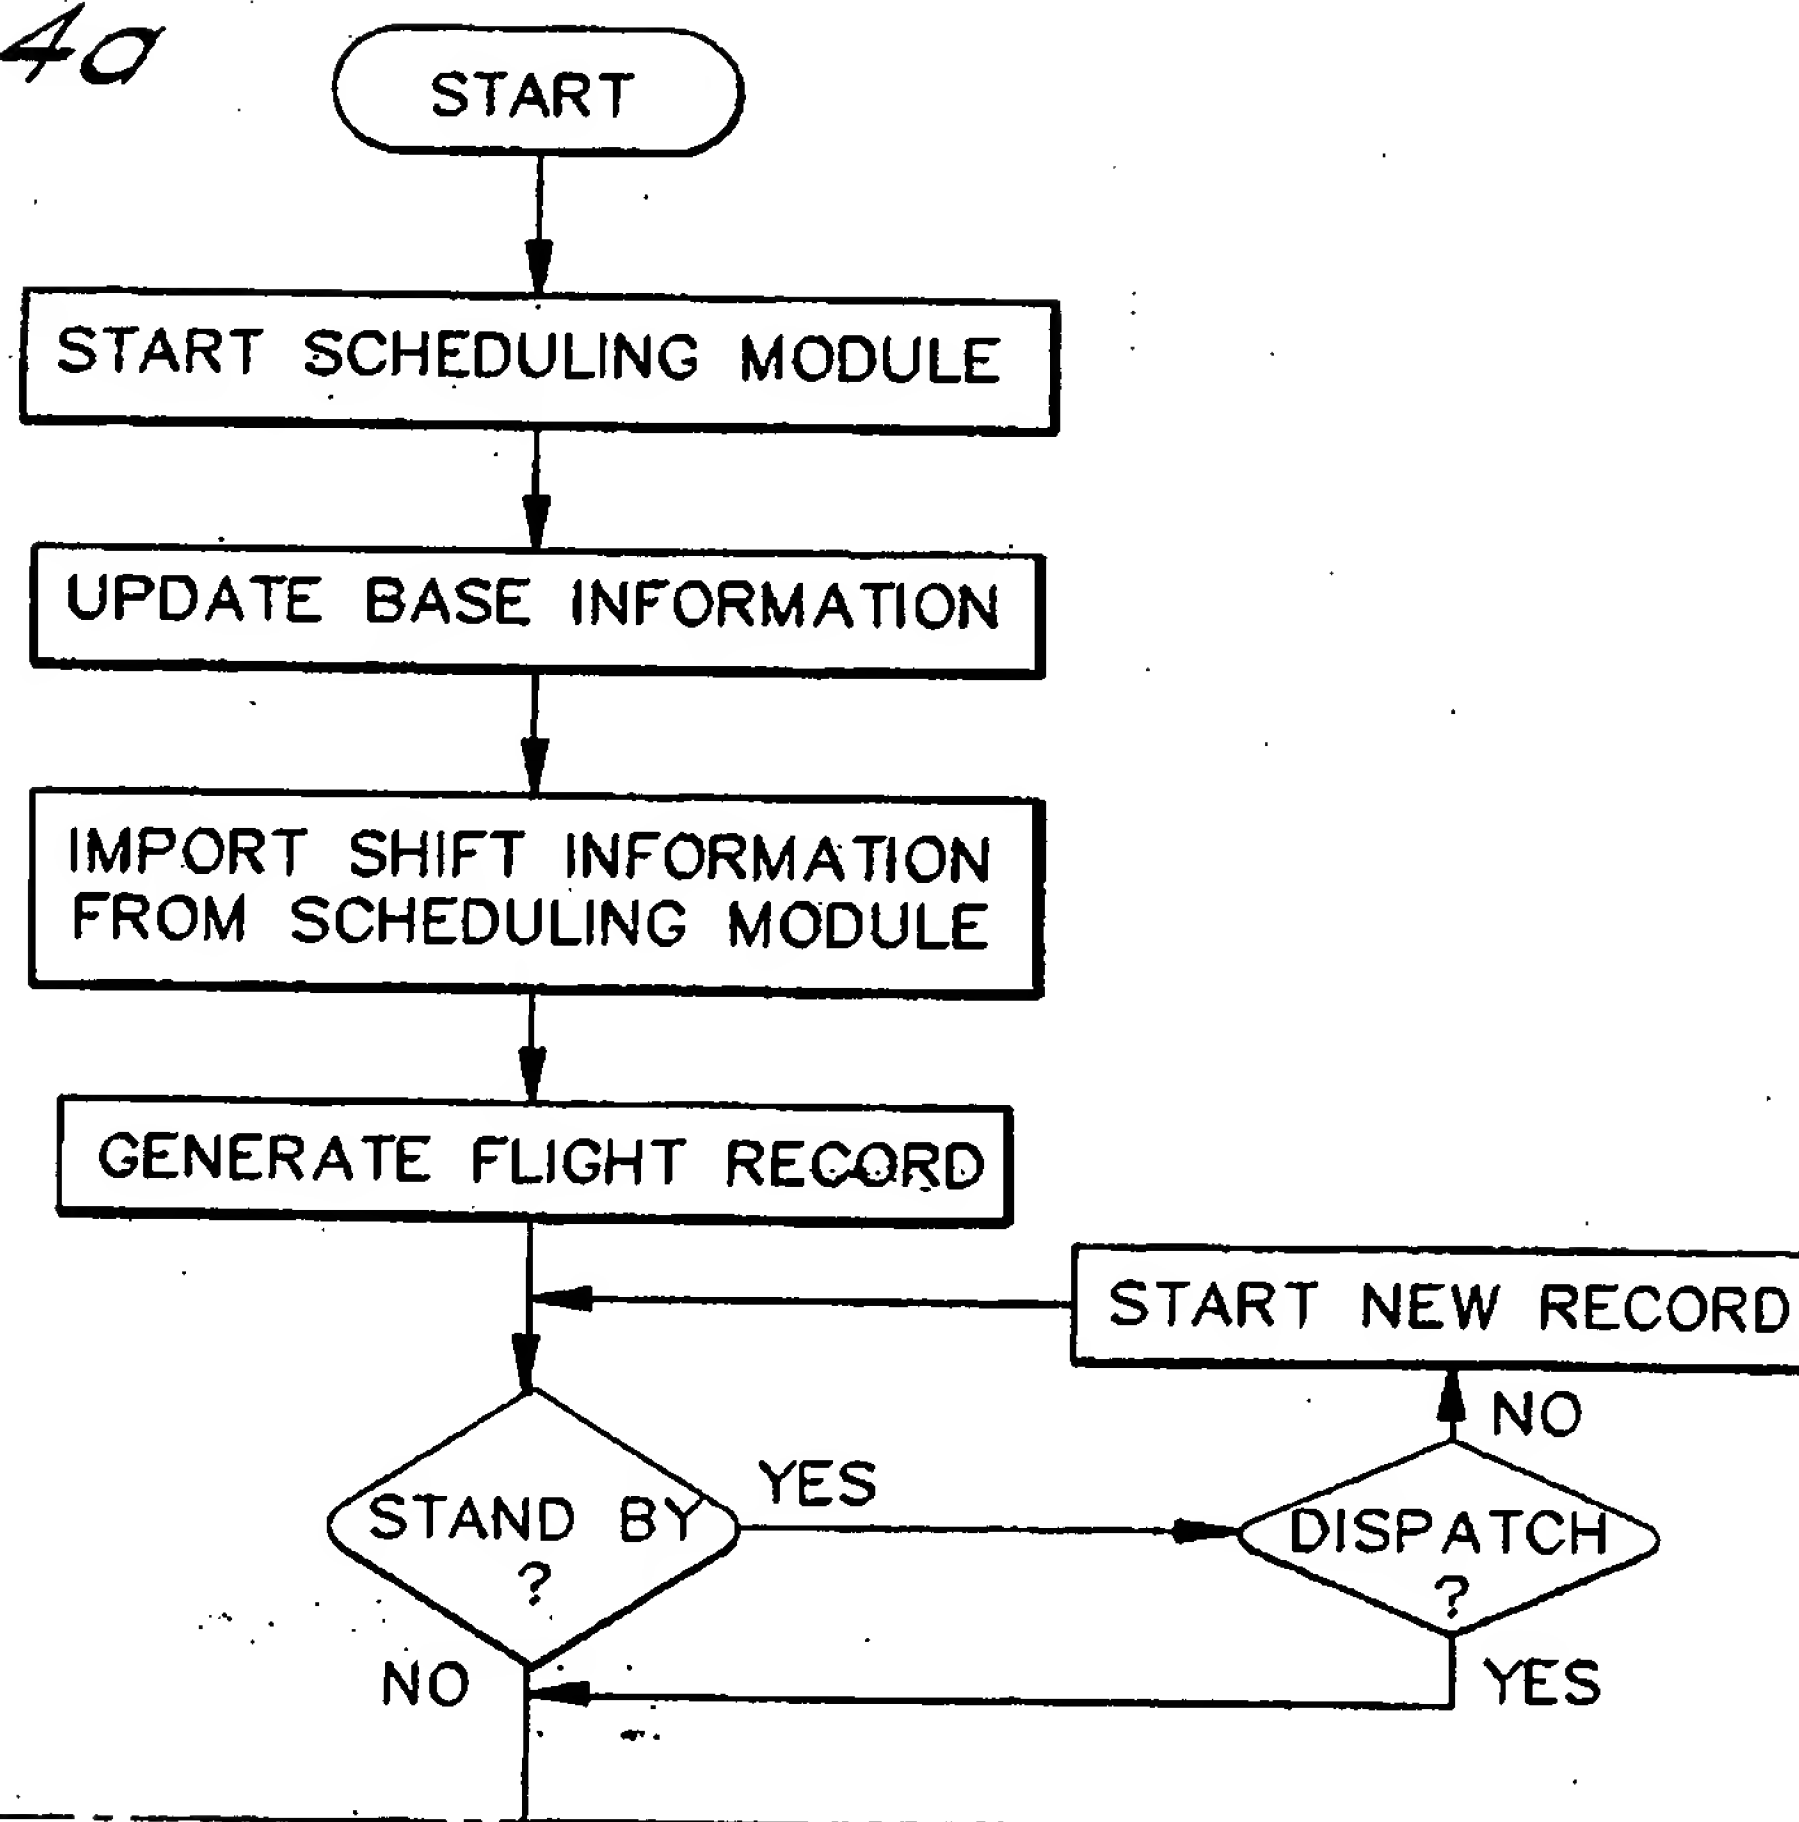 4a
START
START SCHEDULING MODULE
UPDATE BASE INFORMATION
IMPORT SHIFT INFORMATION
FROM SCHEDULING MODULE
GENERATE FLIGHT RECORD
START NEW RECORD
NO
YES
STAND BY
?
DISPATCH
?
NO
YES